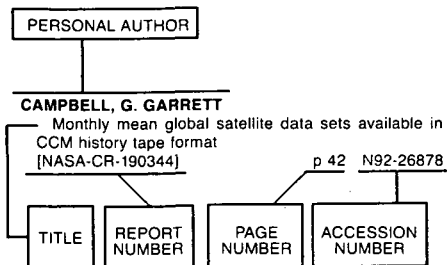 PERSONAL AUTHOR
CAMPBELL, G. GARRETT
Monthly mean global satellite data sets available in
CCM history tape format
[NASA-CR-190344] p 42 N92-26878
TITLE
REPORT
NUMBER
PAGE
NUMBER
ACCESSION
NUMBER